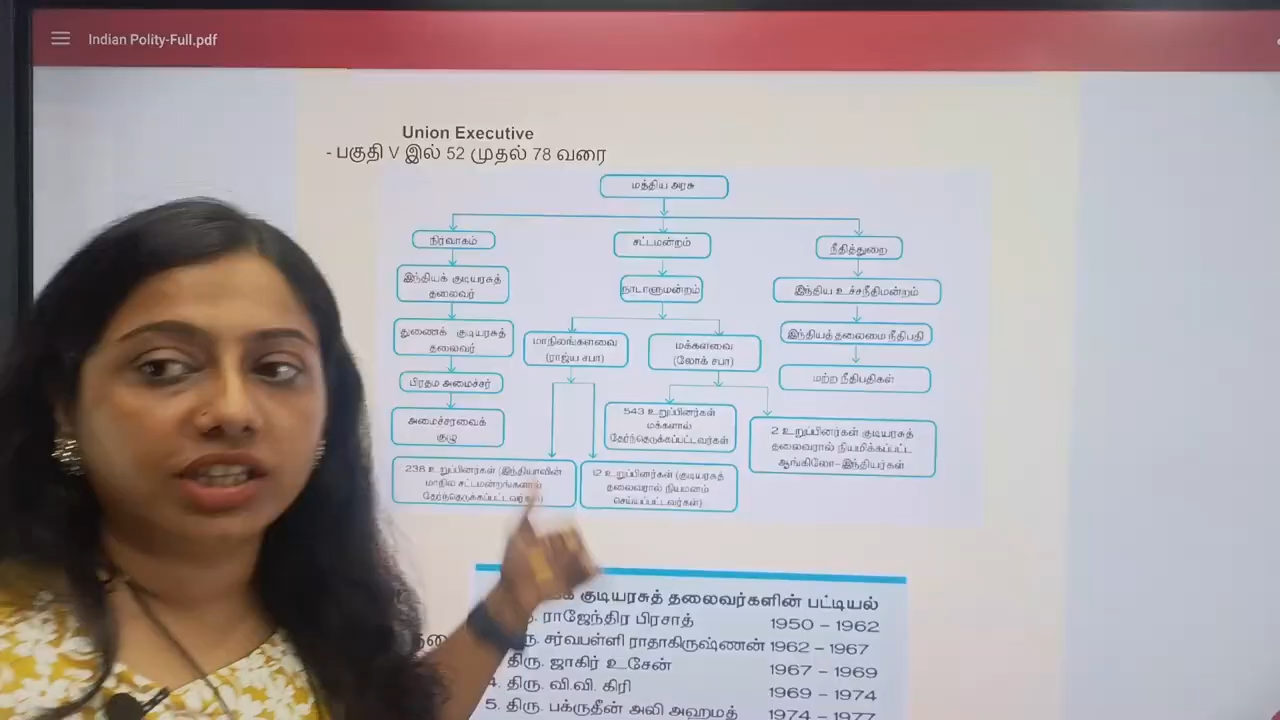 Indian Polity-Full.pdf
Union Executive
- பகுதி V இல் 52 முதல் 78 வரை
மத்திய அரசு
நிர்வாகம்
சட்டமன்றம்
நீதித்துறை
இந்தியக் குடியரசுத்
தலைவர்
நாடாளுமன்றம்
இந்திய உச்சநீதிமன்றம்
துணைக் குடியரசுத்
தலைவர்
மாநிலங்களவை
(ராஜ்ய சபா)
மக்களவை
(லோக் சபா)
இந்தியத் தலைமை நீதிபதி
பிரதம அமைச்சர்
மற்ற நீதிபதிகள்
அமைச்சரவைக்
குழு
543 உறுப்பினர்கள்
மக்களால்
தேர்ந்தெடுக்கப்பட்டவர்கள்
2 உறுப்பினர்கள் குடியரசுத்
தலைவரால் நியமிக்கப்பட்ட
ஆங்கிலோ-இந்தியர்கள்
238 உறுப்பினர்கள் (இந்தியாவின்
மாநில சட்டமன்றங்களால்
தேர்ந்தெடுக்கப்பட்டவர்கள்)
12 உறுப்பினர்கள் (குடியரசுத்
தலைவரால் நியமனம்
செய்யப்பட்டவர்கள்)
குடியரசுத் தலைவர்களின் பட்டியல்
ராஜேந்திர பிரசாத் 1950 – 1962
சர்வபள்ளி ராதாகிருஷ்ணன் 1962 – 1967
திரு. ஜாகிர் உசேன் 1967 – 1969
4. திரு. வி.வி. கிரி 1969 – 1974
5. திரு. பக்ருதீன் அலி அஹமத் 1974 – 1977